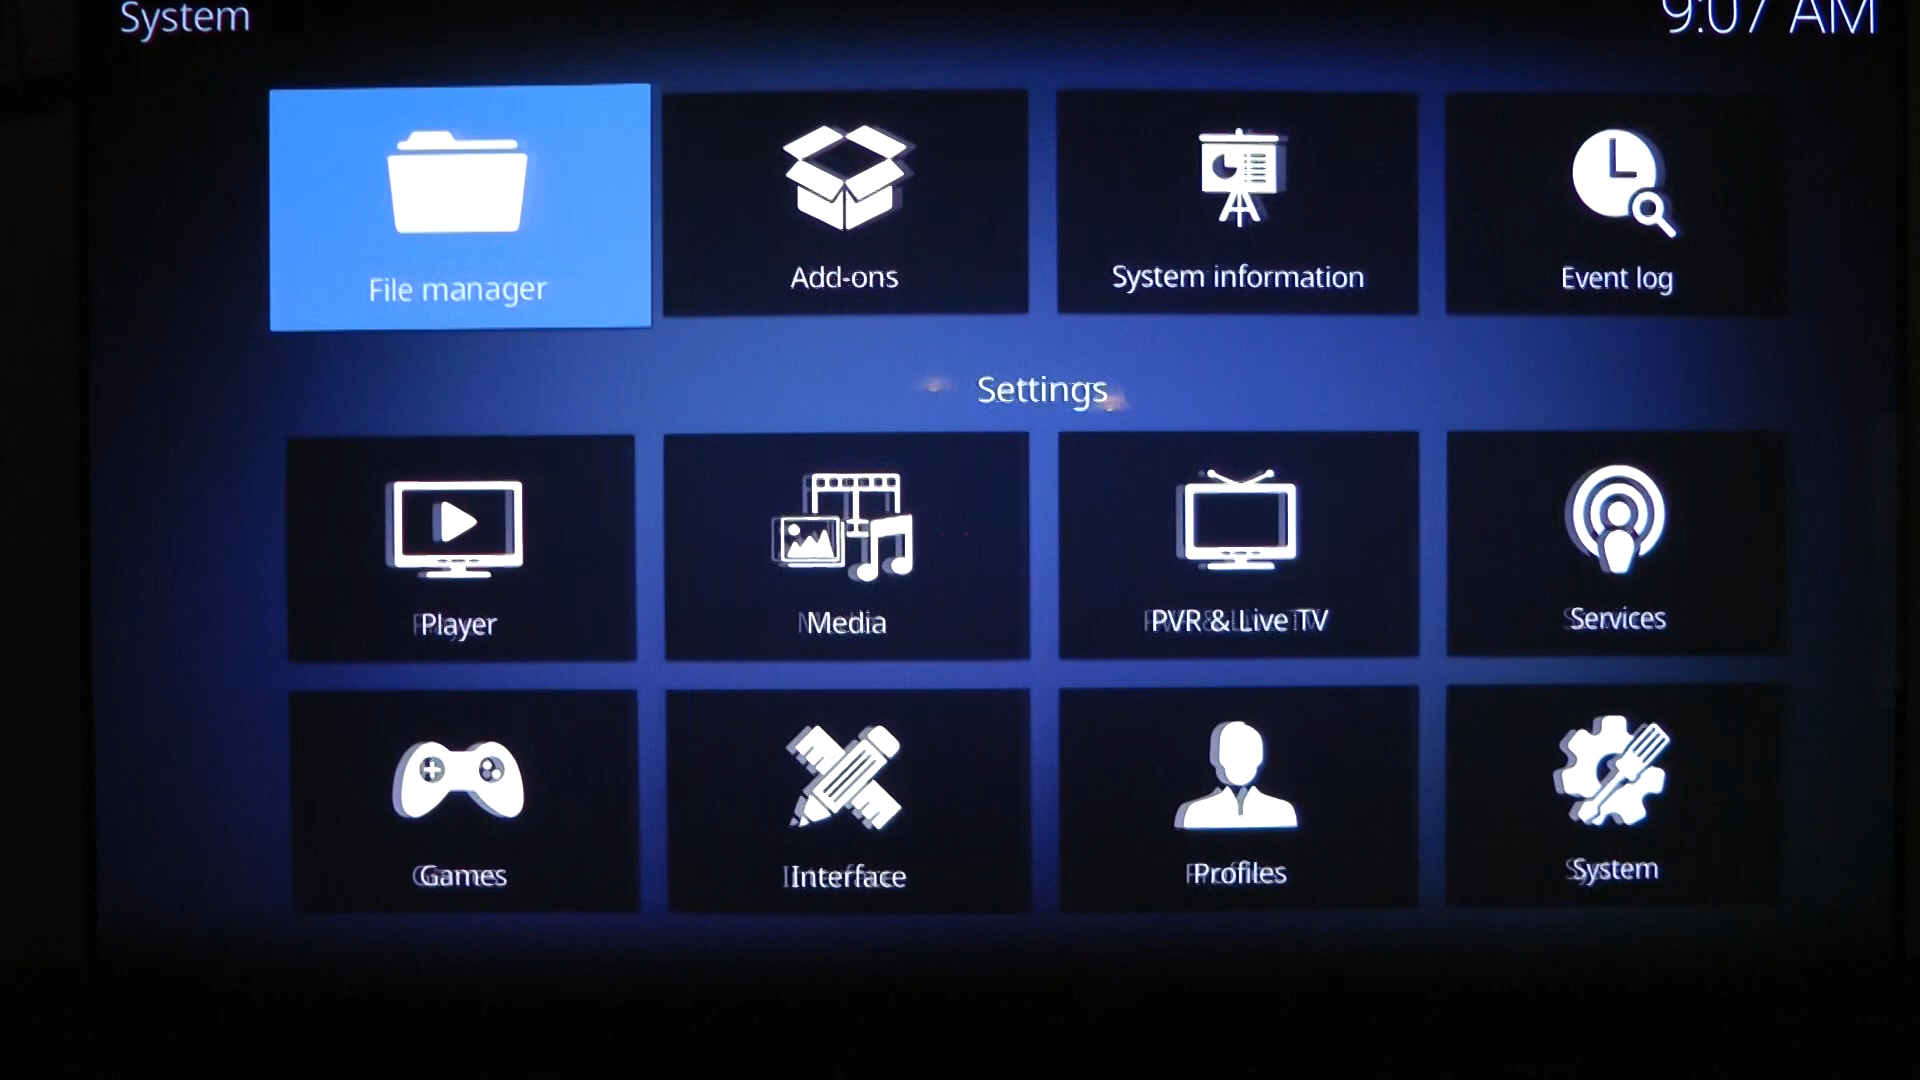 System
9:07 AM
File manager
Add-ons
System information
Event log
Settings
Player
Media
PVR & Live TV
Services
Games
Interface
Profiles
System